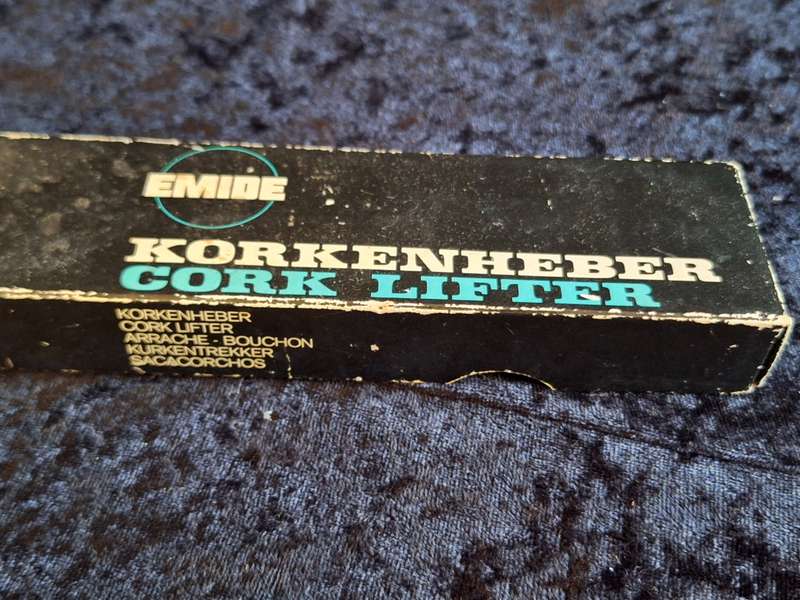 EMIDE
KORKENHEBER
CORK LIFTER
KORKENHEBER
CORK LIFTER
ARRACHE - BOUCHON
KURKENTREKKER
SACACORCHOS